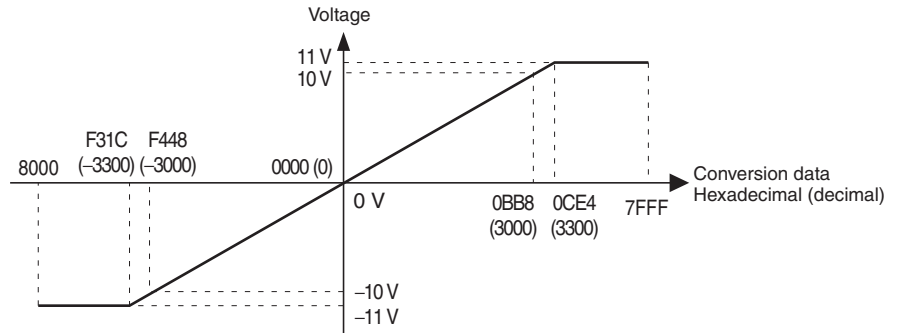 Voltage
11 V
10 V
F31C F448
8000 (–3300) (–3000) 0000 (0)
Conversion data
Hexadecimal (decimal)
0 V
0BB8 0CE4 7FFF
(3000) (3300)
–10 V
–11 V